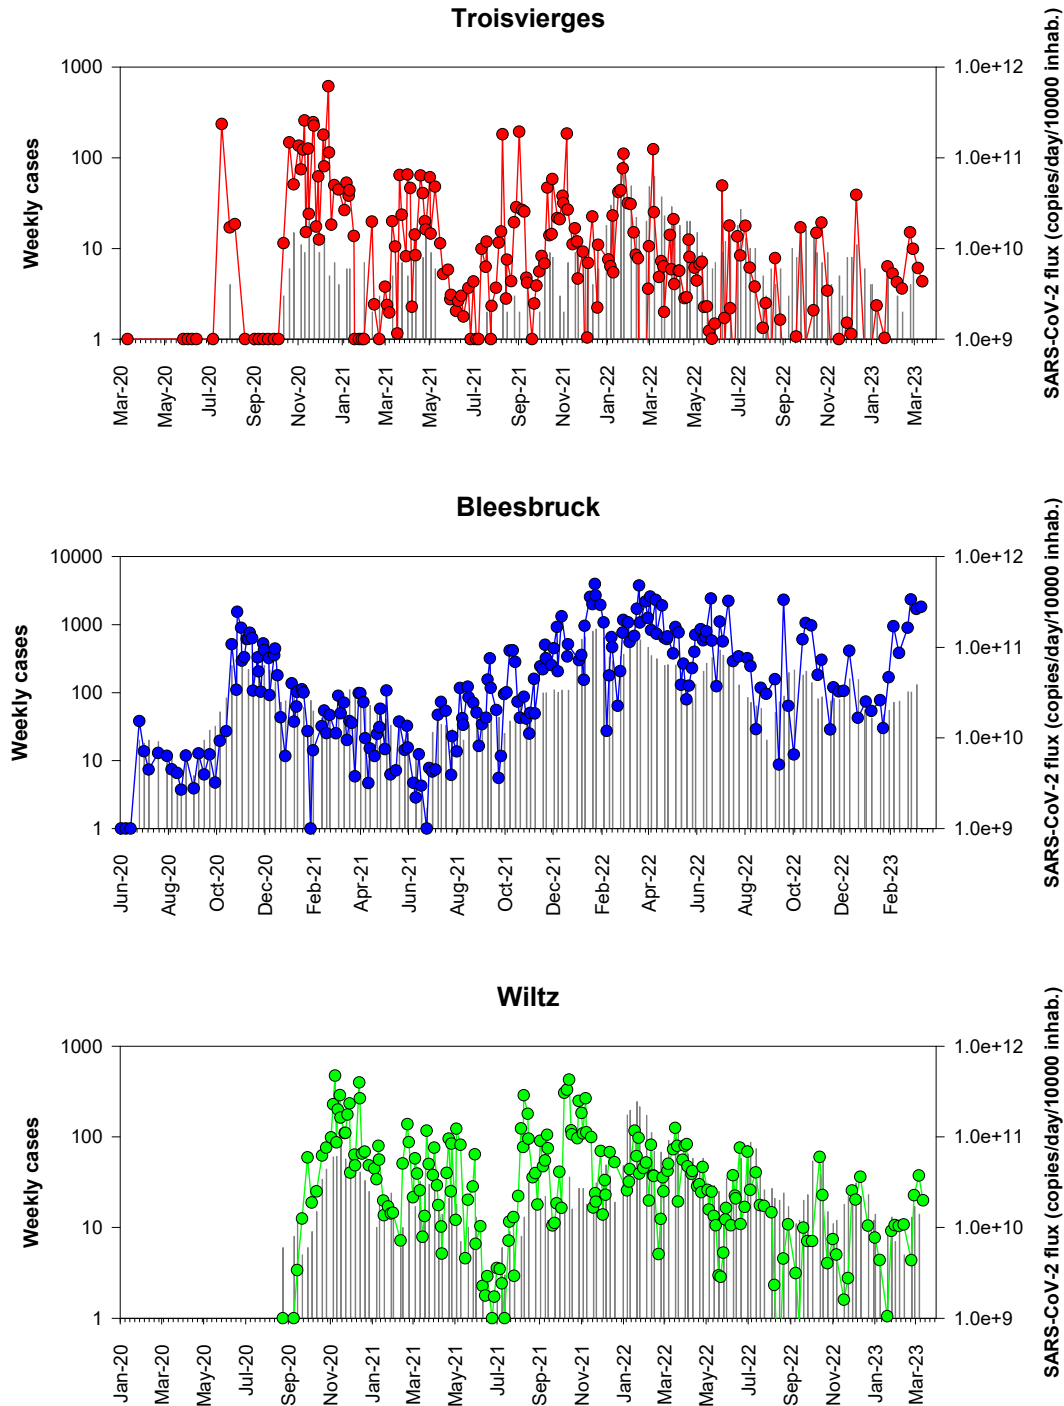 Troisvierges
Weekly cases
1000
100
10
1
1.0e+12
1.0e+11
1.0e+10
1.0e+9
SARS-CoV-2 flux (copies/day/10000 inhab.)
Mar-20
May-20
Jul-20
Sep-20
Nov-20
Jan-21
Mar-21
May-21
Jul-21
Sep-21
Nov-21
Jan-22
Mar-22
May-22
Jul-22
Sep-22
Nov-22
Jan-23
Mar-23
Bleesbruck
Weekly cases
10000
1000
100
10
1
1.0e+12
1.0e+11
1.0e+10
1.0e+9
SARS-CoV-2 flux (copies/day/10000 inhab.)
Jun-20
Aug-20
Oct-20
Dec-20
Feb-21
Apr-21
Jun-21
Aug-21
Oct-21
Dec-21
Feb-22
Apr-22
Jun-22
Aug-22
Oct-22
Dec-22
Feb-23
Wiltz
Weekly cases
1000
100
10
1
1.0e+12
1.0e+11
1.0e+10
1.0e+9
SARS-CoV-2 flux (copies/day/10000 inhab.)
Jan-20
Mar-20
May-20
Jul-20
Sep-20
Nov-20
Jan-21
Mar-21
May-21
Jul-21
Sep-21
Nov-21
Jan-22
Mar-22
May-22
Jul-22
Sep-22
Nov-22
Jan-23
Mar-23